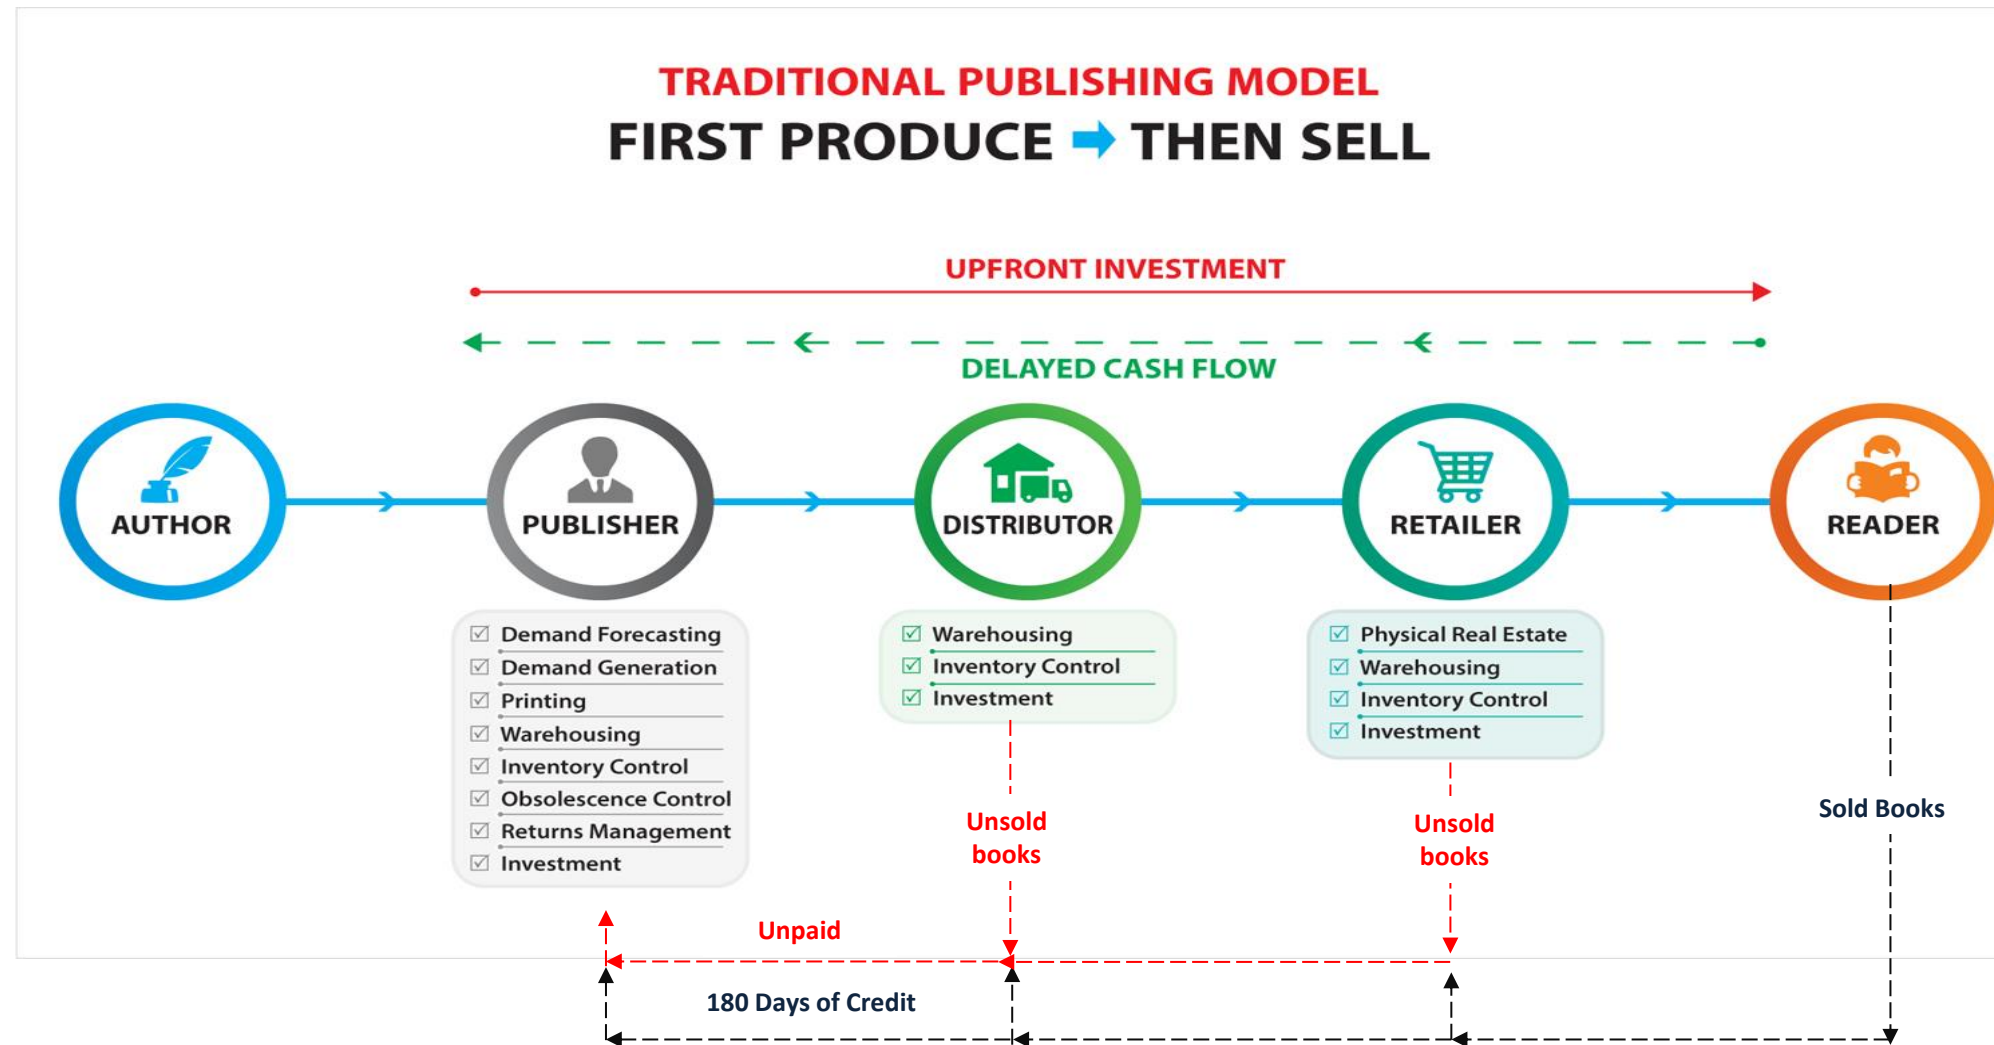 TRADITIONAL PUBLISHING MODEL
FIRST PRODUCE THEN SELL
UPFRONT INVESTMENT
DELAYED CASH FLOW
AUTHOR
PUBLISHER
DISTRIBUTOR
RETAILER
READER
Demand Forecasting
Demand Generation
Printing
Warehousing
Inventory Control
Obsolescence Control
Returns Management
Investment
Warehousing
Inventory Control
Investment
Physical Real Estate
Warehousing
Inventory Control
Investment
Unsold
books
Unsold
books
Sold Books
Unpaid
180 Days of Credit